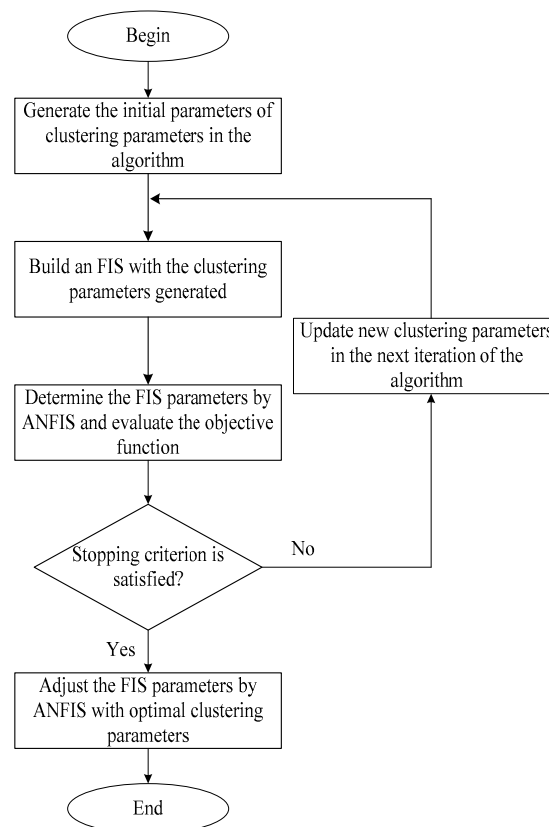 Begin
Generate the initial parameters of
clustering parameters in the
algorithm
Build an FIS with the clustering
parameters generated
Update new clustering parameters
in the next iteration of the
algorithm
Determine the FIS parameters by
ANFIS and evaluate the objective
function
Stopping criterion is
satisfied?
No
Yes
Adjust the FIS parameters by
ANFIS with optimal clustering
parameters
End